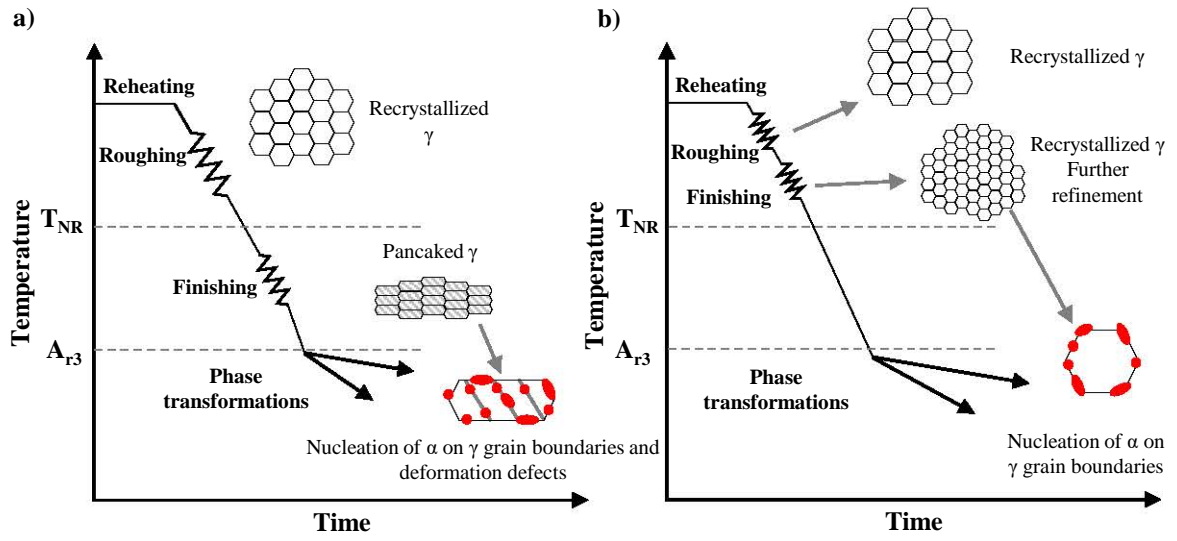 a)
Temperature
Reheating
Roughing
Recrystallized
γ
T_NR
Pancaked γ
Finishing
A_r3
Phase
transformations
Nucleation of α on γ grain boundaries and
deformation defects
Time
b)
Temperature
Reheating
Recrystallized γ
Roughing
Recrystallized γ
Further
refinement
Finishing
T_NR
A_r3
Phase
transformations
Nucleation of α on
γ grain boundaries
Time